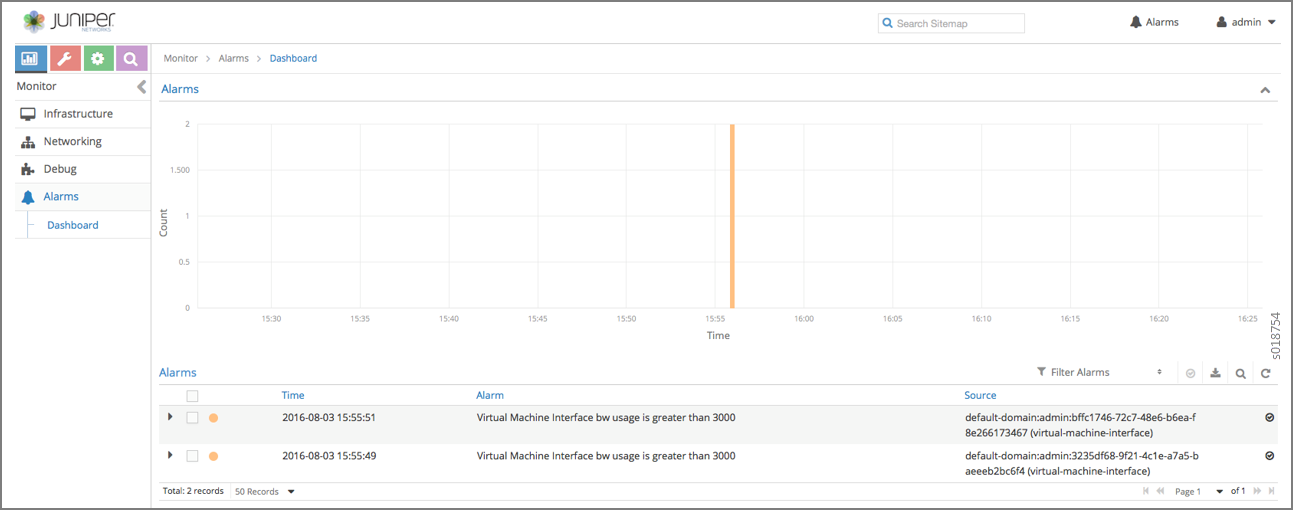 JUNIPER
NETWORKS
Search Sitemap
Alarms
admin
Monitor
Infrastructure
Networking
Debug
Alarms
Dashboard
Monitor > Alarms > Dashboard
Alarms
2
1.500
1
0.5
0
Count
15:30 15:35 15:40 15:45 15:50 15:55 16:00 16:05 16:10 16:15 16:20 16:25
Time
s018754
Alarms
Filter Alarms
Time Alarm Source
2016-08-03 15:55:51 Virtual Machine Interface bw usage is greater than 3000 default-domain:admin:bffc1746-72c7-48e6-b6ea-f
8e266173467 (virtual-machine-interface)
2016-08-03 15:55:49 Virtual Machine Interface bw usage is greater than 3000 default-domain:admin:3235df68-9f21-4c1e-a7a5-b
aeeeb2bc6f4 (virtual-machine-interface)
Total: 2 records 50 Records Page 1 of 1